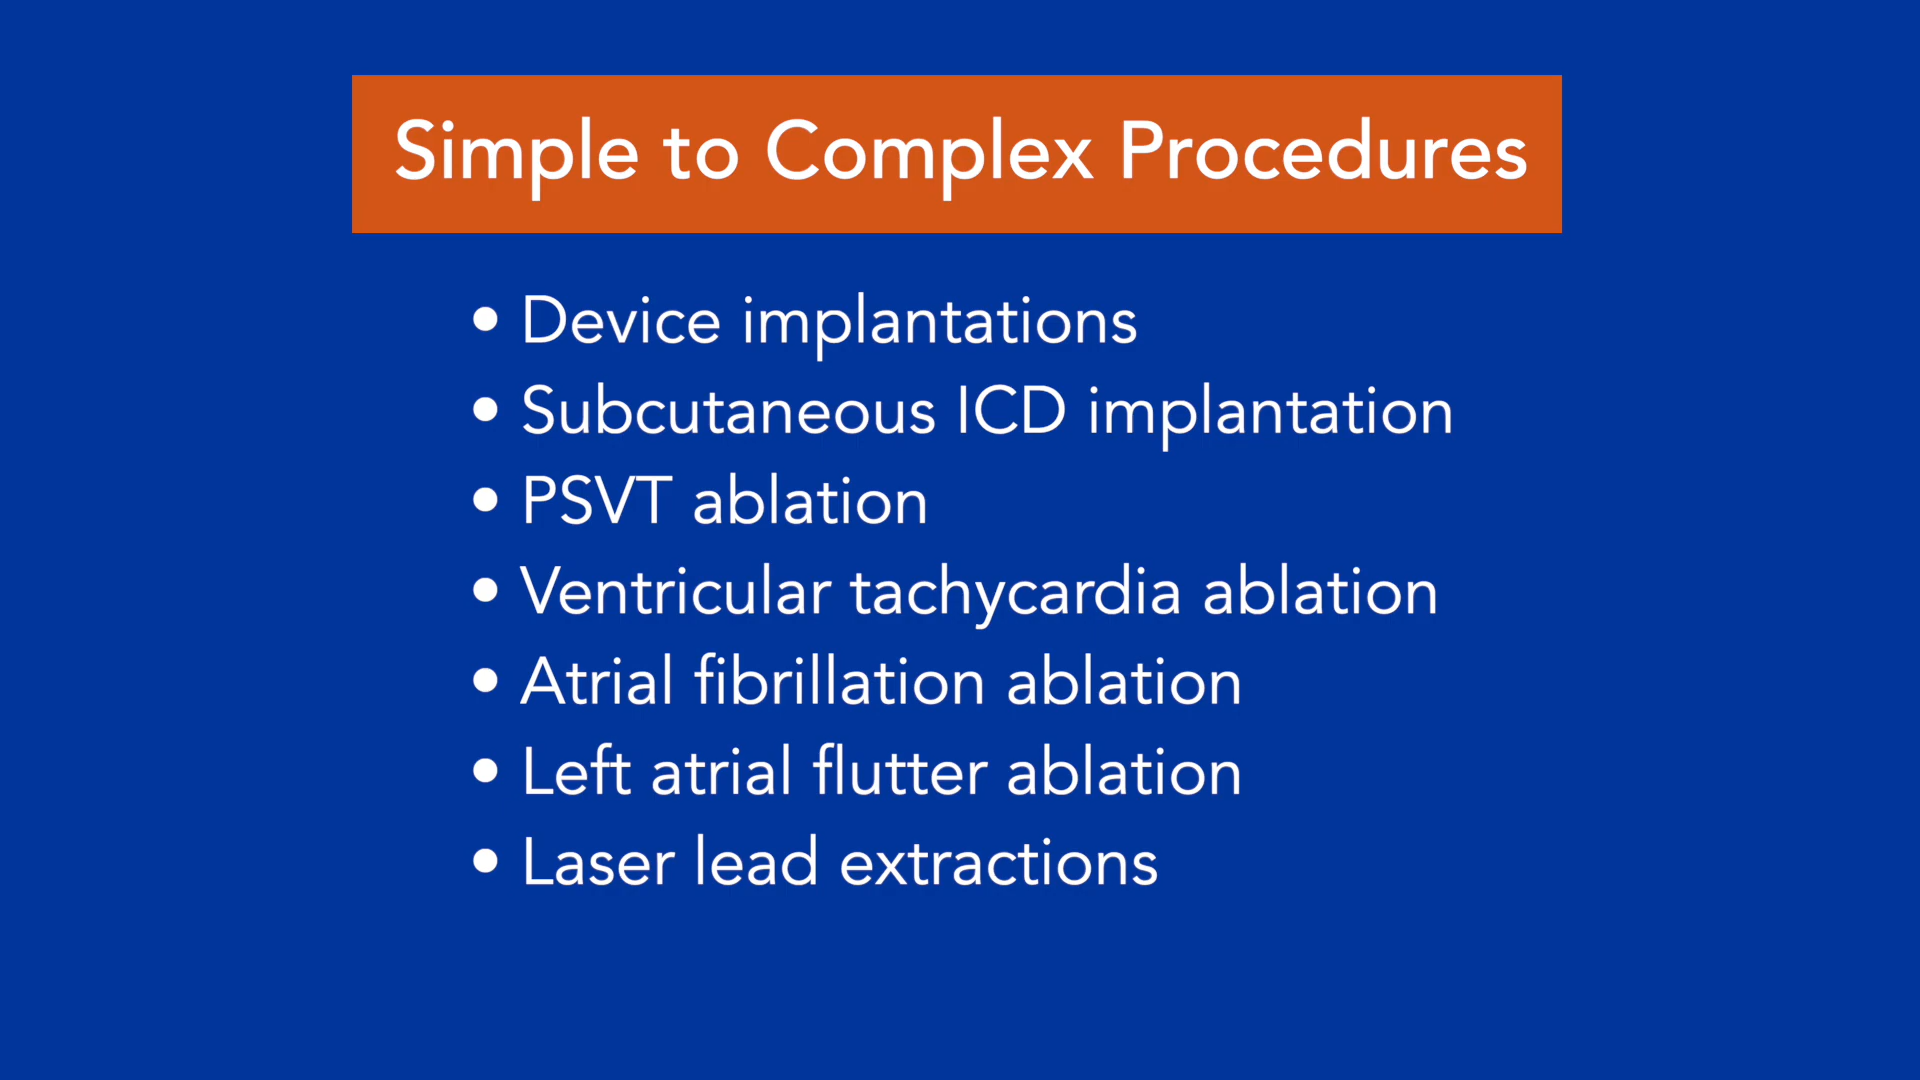 Simple to Complex Procedures
• Device implantations
• Subcutaneous ICD implantation
• PSVT ablation
• Ventricular tachycardia ablation
• Atrial fibrillation ablation
• Left atrial flutter ablation
• Laser lead extractions